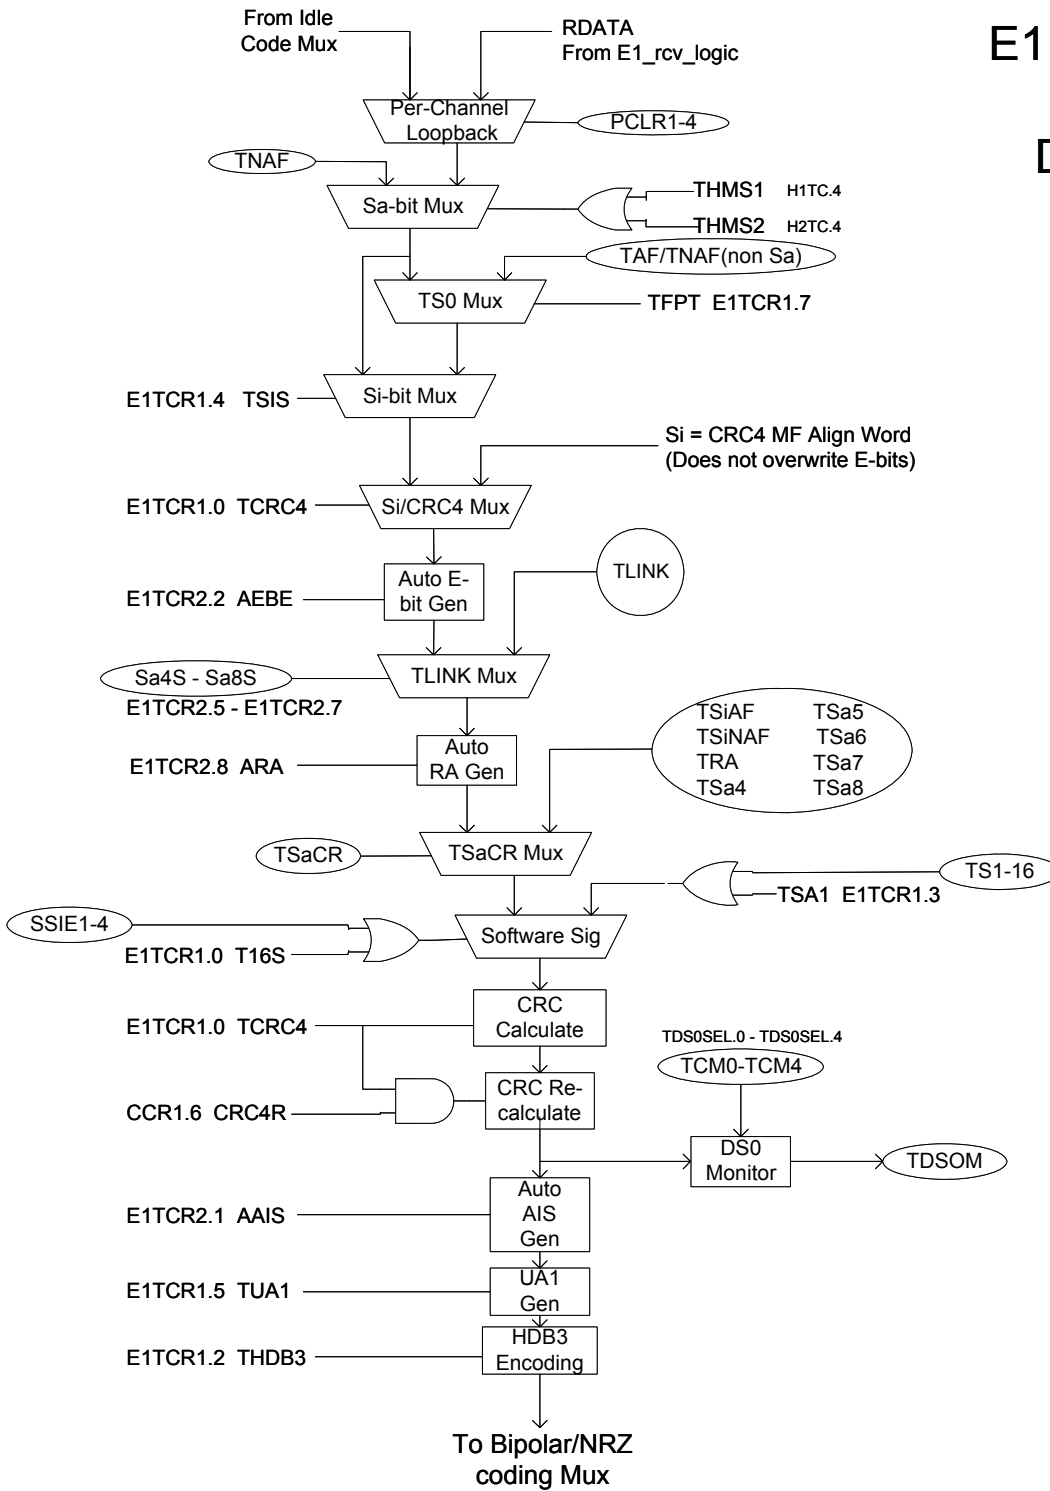 From Idle
Code Mux
RDATA
From E1_rcv_logic
E1
D
Per-Channel
Loopback
PCLR1-4
TNAF
Sa-bit Mux
THMS1 H1TC.4
THMS2 H2TC.4
TAF/TNAF(non Sa)
TS0 Mux
TFPT E1TCR1.7
E1TCR1.4 TSIS
Si-bit Mux
Si = CRC4 MF Align Word
(Does not overwrite E-bits)
E1TCR1.0 TCRC4
Si/CRC4 Mux
Auto E-
bit Gen
TLINK
E1TCR2.2 AEBE
Sa4S - Sa8S
TLINK Mux
E1TCR2.5 - E1TCR2.7
TSiAF TSa5
TSiNAF TSa6
TRA TSa7
TSa4 TSa8
Auto
RA Gen
E1TCR2.8 ARA
TSaCR
TSaCR Mux
TS1-16
TSA1 E1TCR1.3
SSIE1-4
Software Sig
E1TCR1.0 T16S
CRC
Calculate
E1TCR1.0 TCRC4
TDS0SEL.0 - TDS0SEL.4
TCM0-TCM4
CRC Re-
calculate
CCR1.6 CRC4R
DS0
Monitor
TDSOM
Auto
AIS
Gen
E1TCR2.1 AAIS
UA1
Gen
E1TCR1.5 TUA1
HDB3
Encoding
E1TCR1.2 THDB3
To Bipolar/NRZ
coding Mux